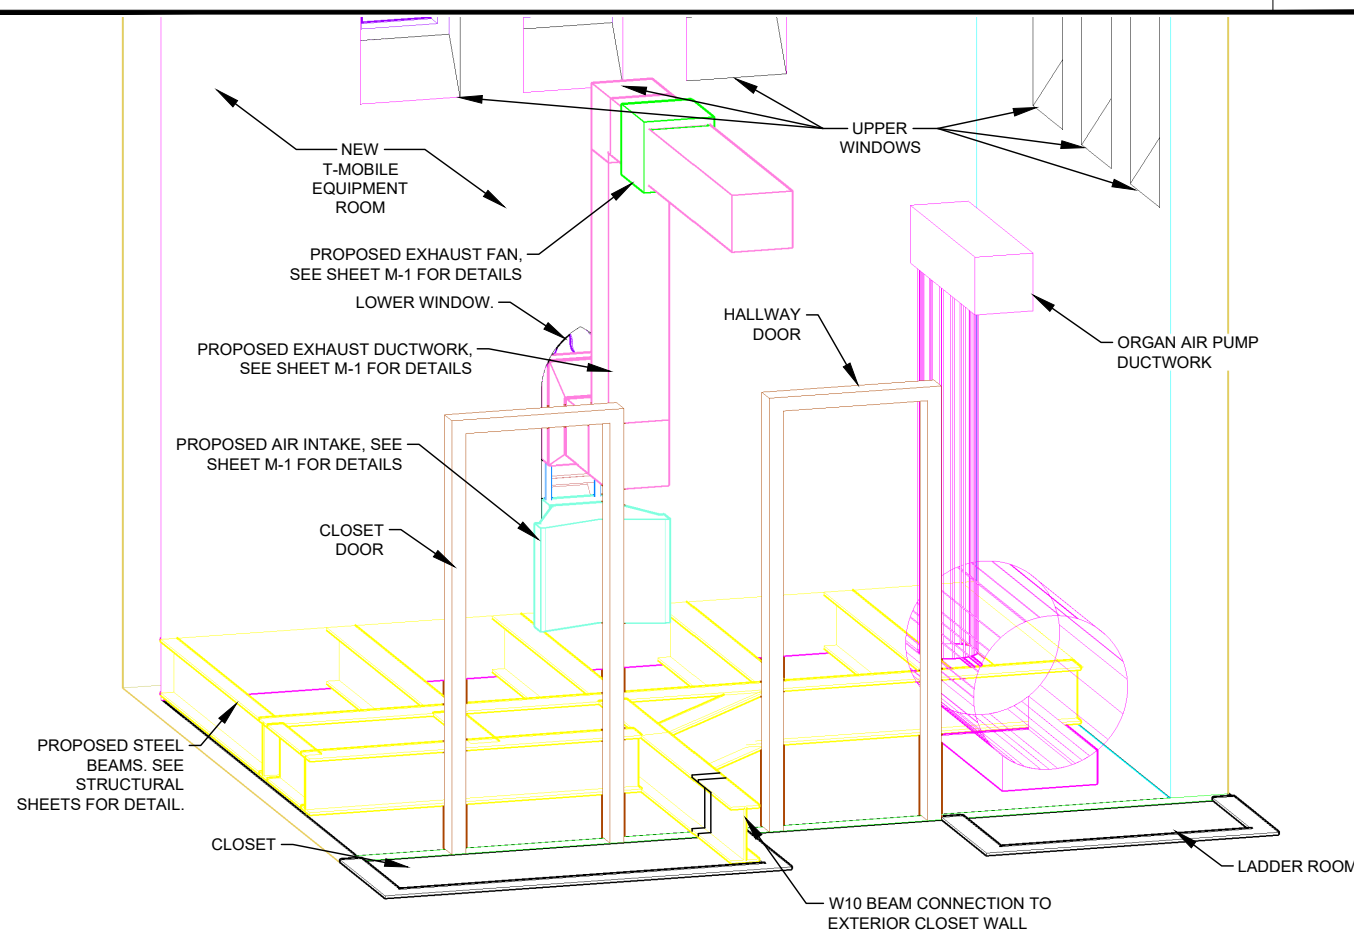 UPPER
WINDOWS
NEW
T-MOBILE
EQUIPMENT
ROOM
PROPOSED EXHAUST FAN,
SEE SHEET M-1 FOR DETAILS
LOWER WINDOW.
HALLWAY
DOOR
PROPOSED EXHAUST DUCTWORK,
SEE SHEET M-1 FOR DETAILS
ORGAN AIR PUMP
DUCTWORK
PROPOSED AIR INTAKE, SEE
SHEET M-1 FOR DETAILS
CLOSET
DOOR
PROPOSED STEEL
BEAMS. SEE
STRUCTURAL
SHEETS FOR DETAIL.
CLOSET
LADDER ROOM
W10 BEAM CONNECTION TO
EXTERIOR CLOSET WALL